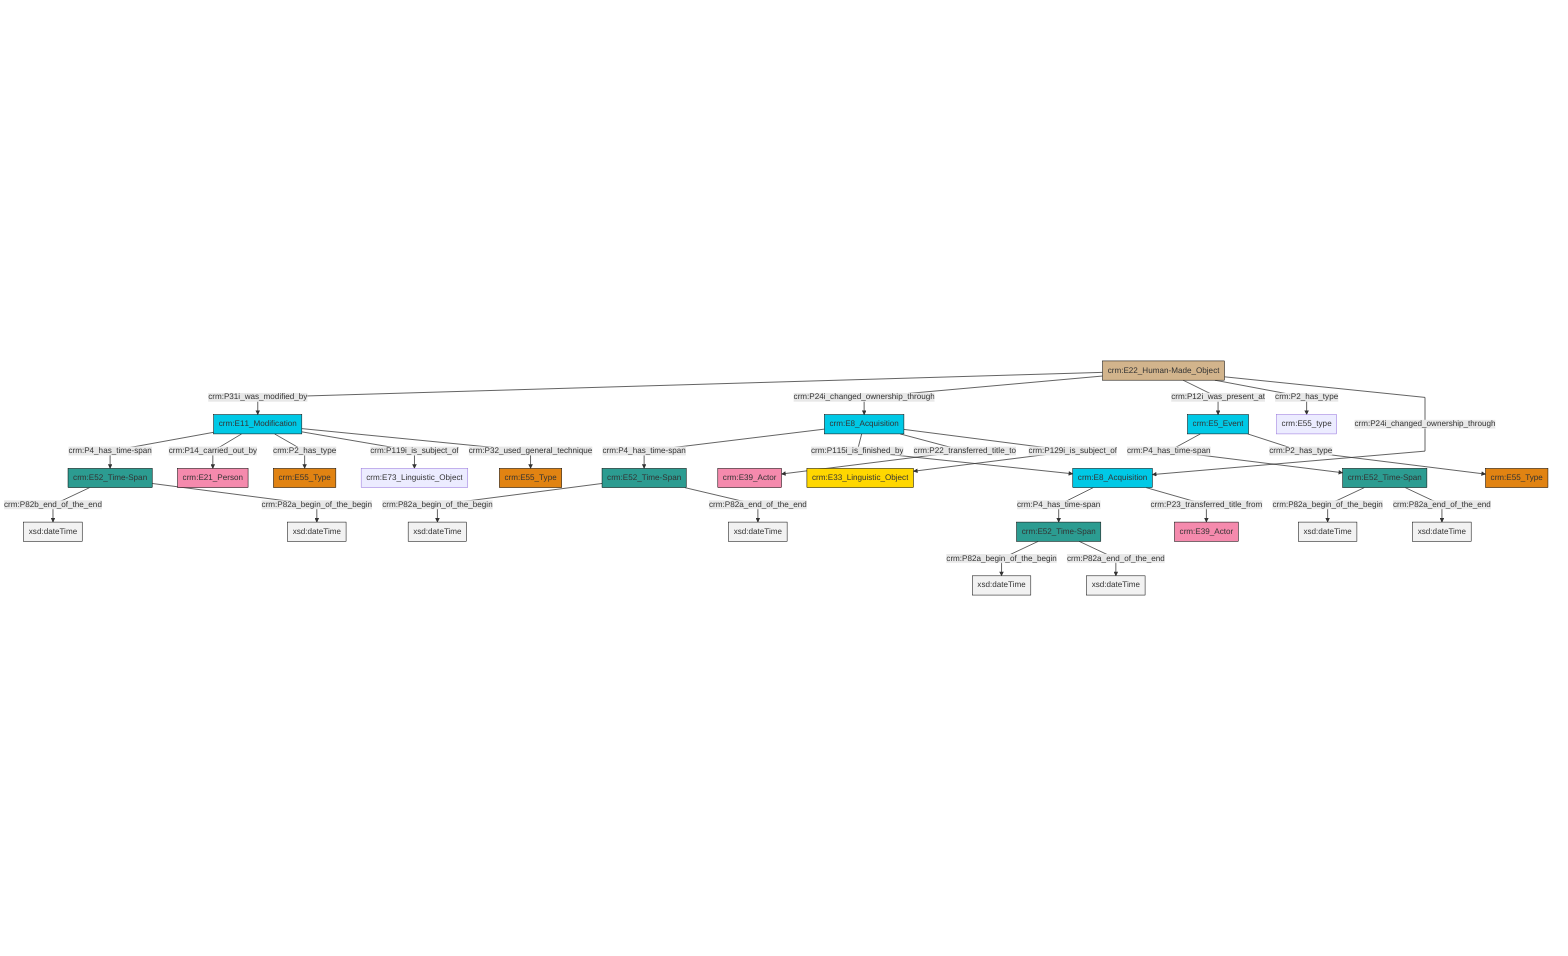 crm:E22_Human-Made_Object
crm:P31i_was_modified_by
crm:P24i_changed_ownership_through
crm:P12i_was_present_at
crm:P2_has_type
crm:P24i_changed_ownership_through
crm:E11_Modification
crm:E8_Acquisition
crm:E5_Event
crm:E55_type
crm:P4_has_time-span
crm:P14_carried_out_by
crm:P2_has_type
crm:P119i_is_subject_of
crm:P32_used_general_technique
crm:P4_has_time-span
crm:P115i_is_finished_by
crm:P22_transferred_title_to
crm:P129i_is_subject_of
crm:P4_has_time-span
crm:P2_has_type
crm:E52_Time-Span
crm:E21_Person
crm:E55_Type
crm:E73_Linguistic_Object
crm:E55_Type
crm:E52_Time-Span
crm:E39_Actor
crm:E33_Linguistic_Object
crm:E8_Acquisition
crm:E52_Time-Span
crm:E55_Type
crm:P82b_end_of_the_end
crm:P82a_begin_of_the_begin
crm:P82a_begin_of_the_begin
crm:P82a_end_of_the_end
crm:P4_has_time-span
crm:P23_transferred_title_from
crm:P82a_begin_of_the_begin
crm:P82a_end_of_the_end
xsd:dateTime
xsd:dateTime
xsd:dateTime
xsd:dateTime
crm:E52_Time-Span
crm:E39_Actor
xsd:dateTime
xsd:dateTime
crm:P82a_begin_of_the_begin
crm:P82a_end_of_the_end
xsd:dateTime
xsd:dateTime